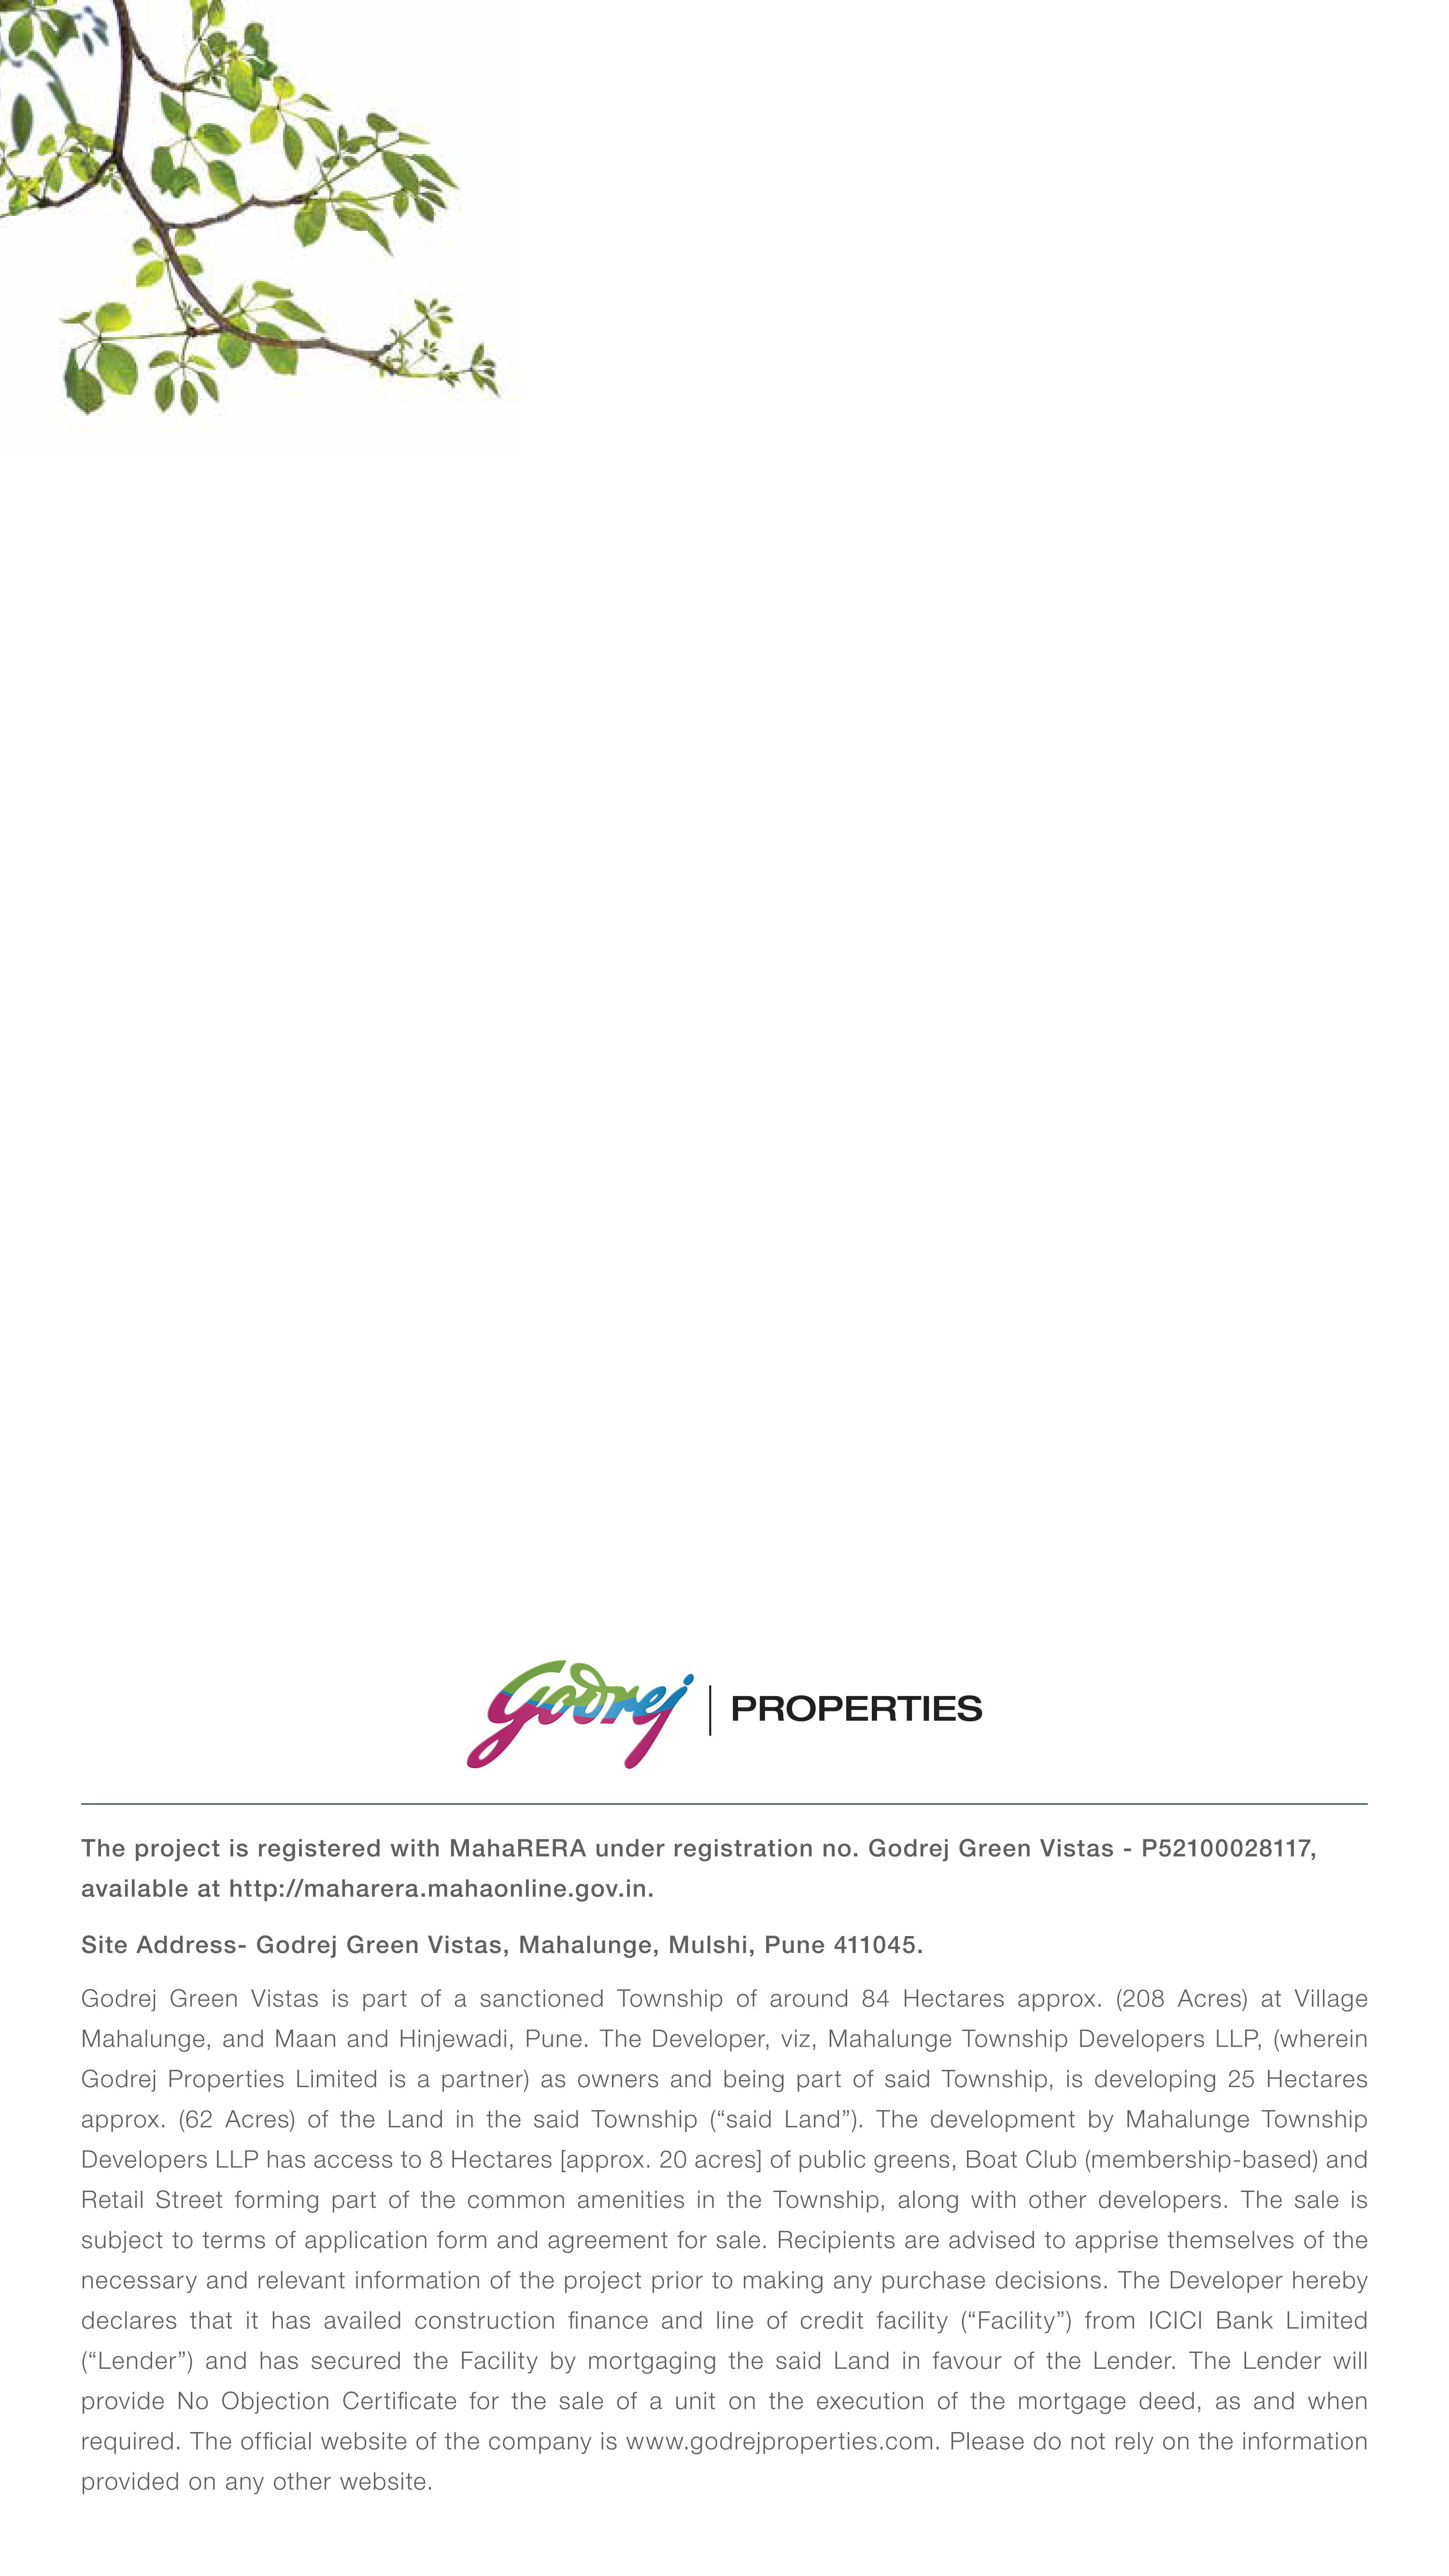 Godrej | PROPERTIES
The project is registered with MahaRERA under registration no. Godrej Green Vistas - P52100028117,
available at http://maharera.mahaonline.gov.in.
Site Address- Godrej Green Vistas, Mahalunge, Mulshi, Pune 411045.
Godrej Green Vistas is part of a sanctioned Township of around 84 Hectares approx. (208 Acres) at Village
Mahalunge, and Maan and Hinjewadi, Pune. The Developer, viz, Mahalunge Township Developers LLP, (wherein
Godrej Properties Limited is a partner) as owners and being part of said Township, is developing 25 Hectares
approx. (62 Acres) of the Land in the said Township (“said Land”). The development by Mahalunge Township
Developers LLP has access to 8 Hectares [approx. 20 acres] of public greens, Boat Club (membership-based) and
Retail Street forming part of the common amenities in the Township, along with other developers. The sale is
subject to terms of application form and agreement for sale. Recipients are advised to apprise themselves of the
necessary and relevant information of the project prior to making any purchase decisions. The Developer hereby
declares that it has availed construction finance and line of credit facility (“Facility”) from ICICI Bank Limited
(“Lender”) and has secured the Facility by mortgaging the said Land in favour of the Lender. The Lender will
provide No Objection Certificate for the sale of a unit on the execution of the mortgage deed, as and when
required. The official website of the company is www.godrejproperties.com. Please do not rely on the information
provided on any other website.